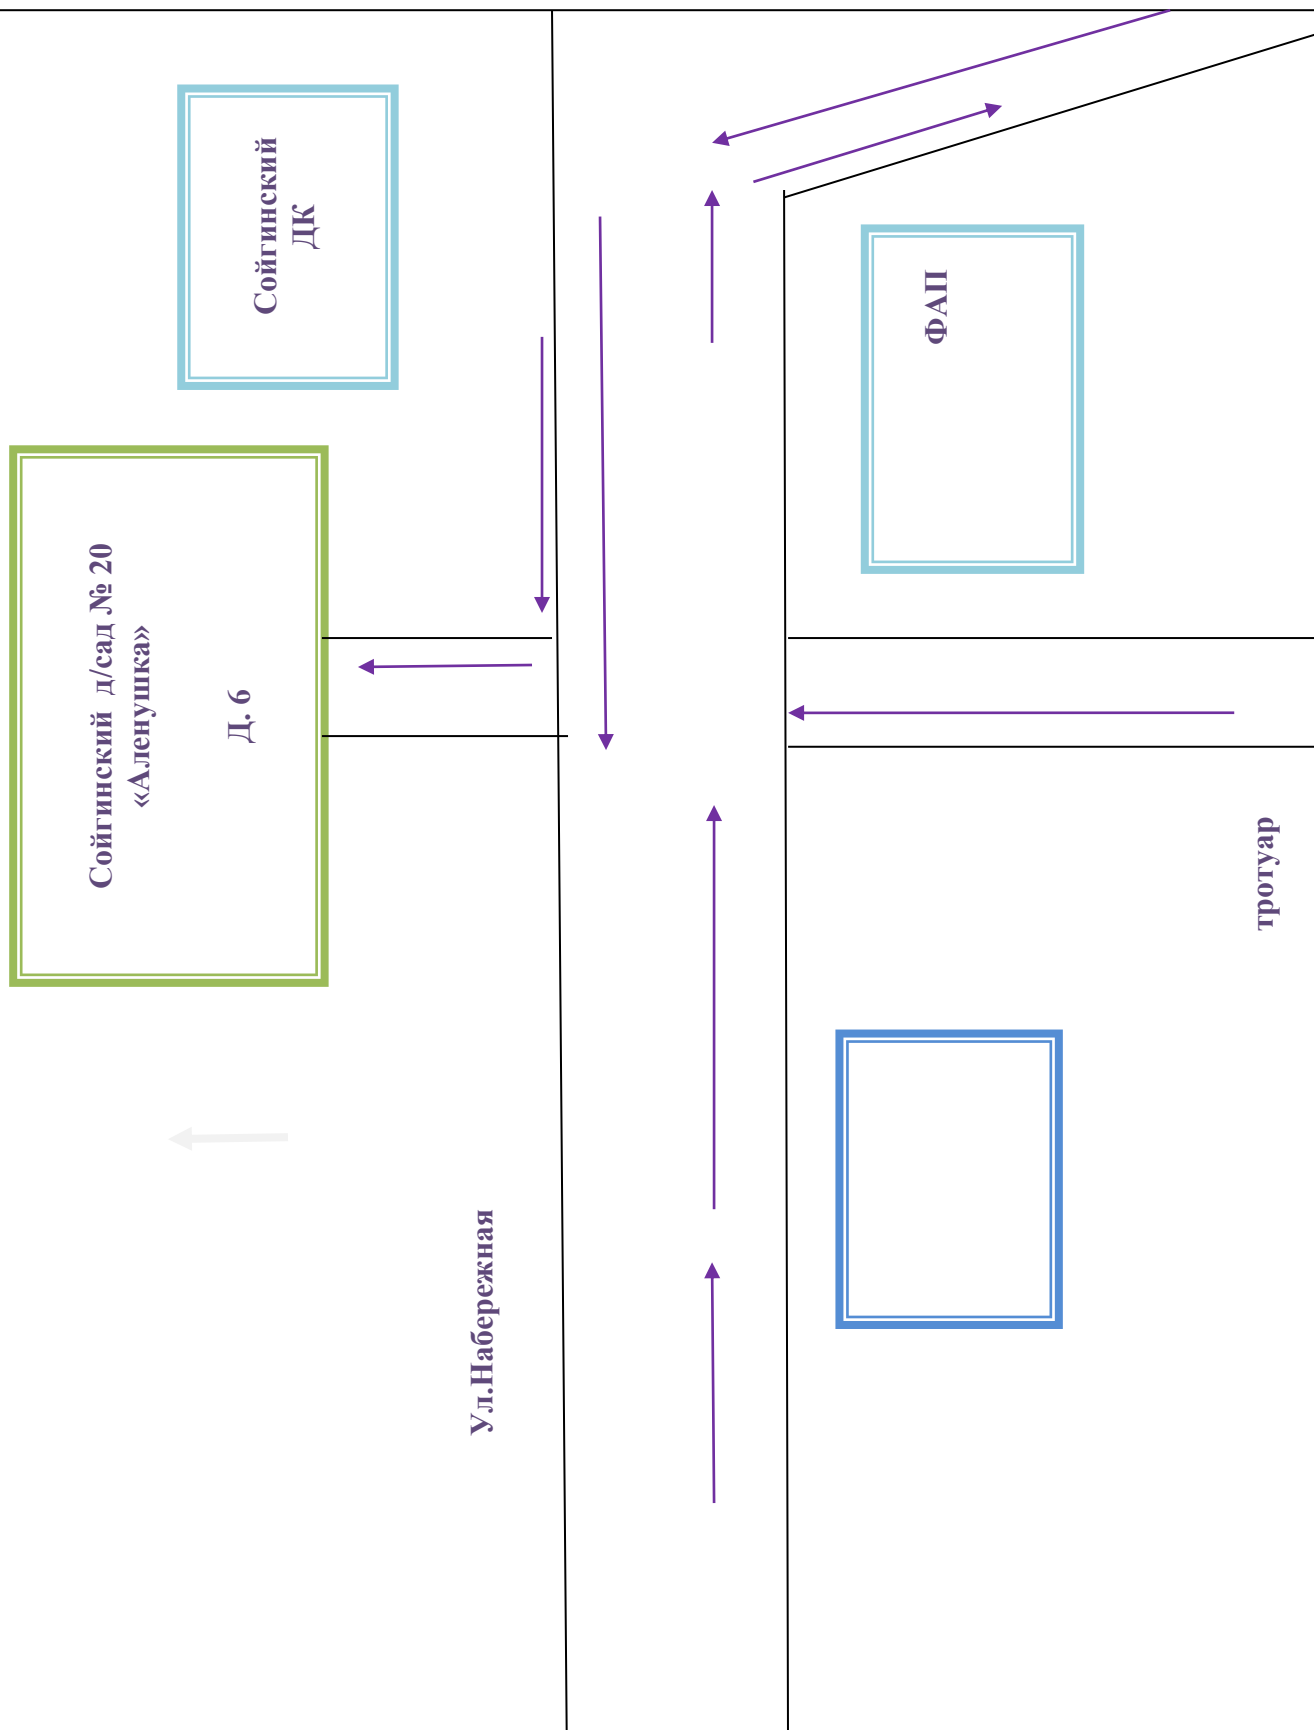 Сойгинский
ДК
ФАП
Сойгинский д/сад № 20
«Аленушка»
Д. 6
тротуар
Ул.Набережная